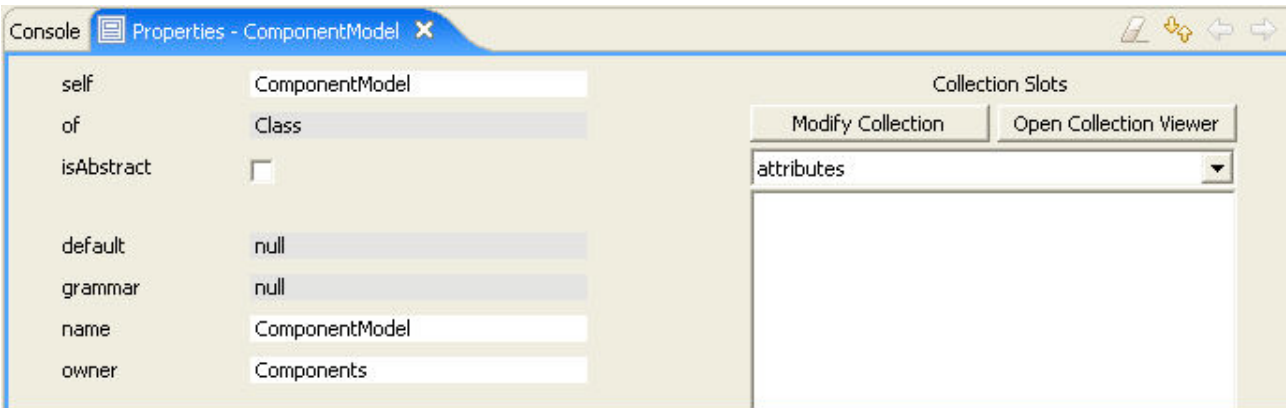 Console Properties - ComponentModel
self ComponentModel
of Class
isAbstract
default null
grammar null
name ComponentModel
owner Components
Collection Slots
Modify Collection Open Collection Viewer
attributes